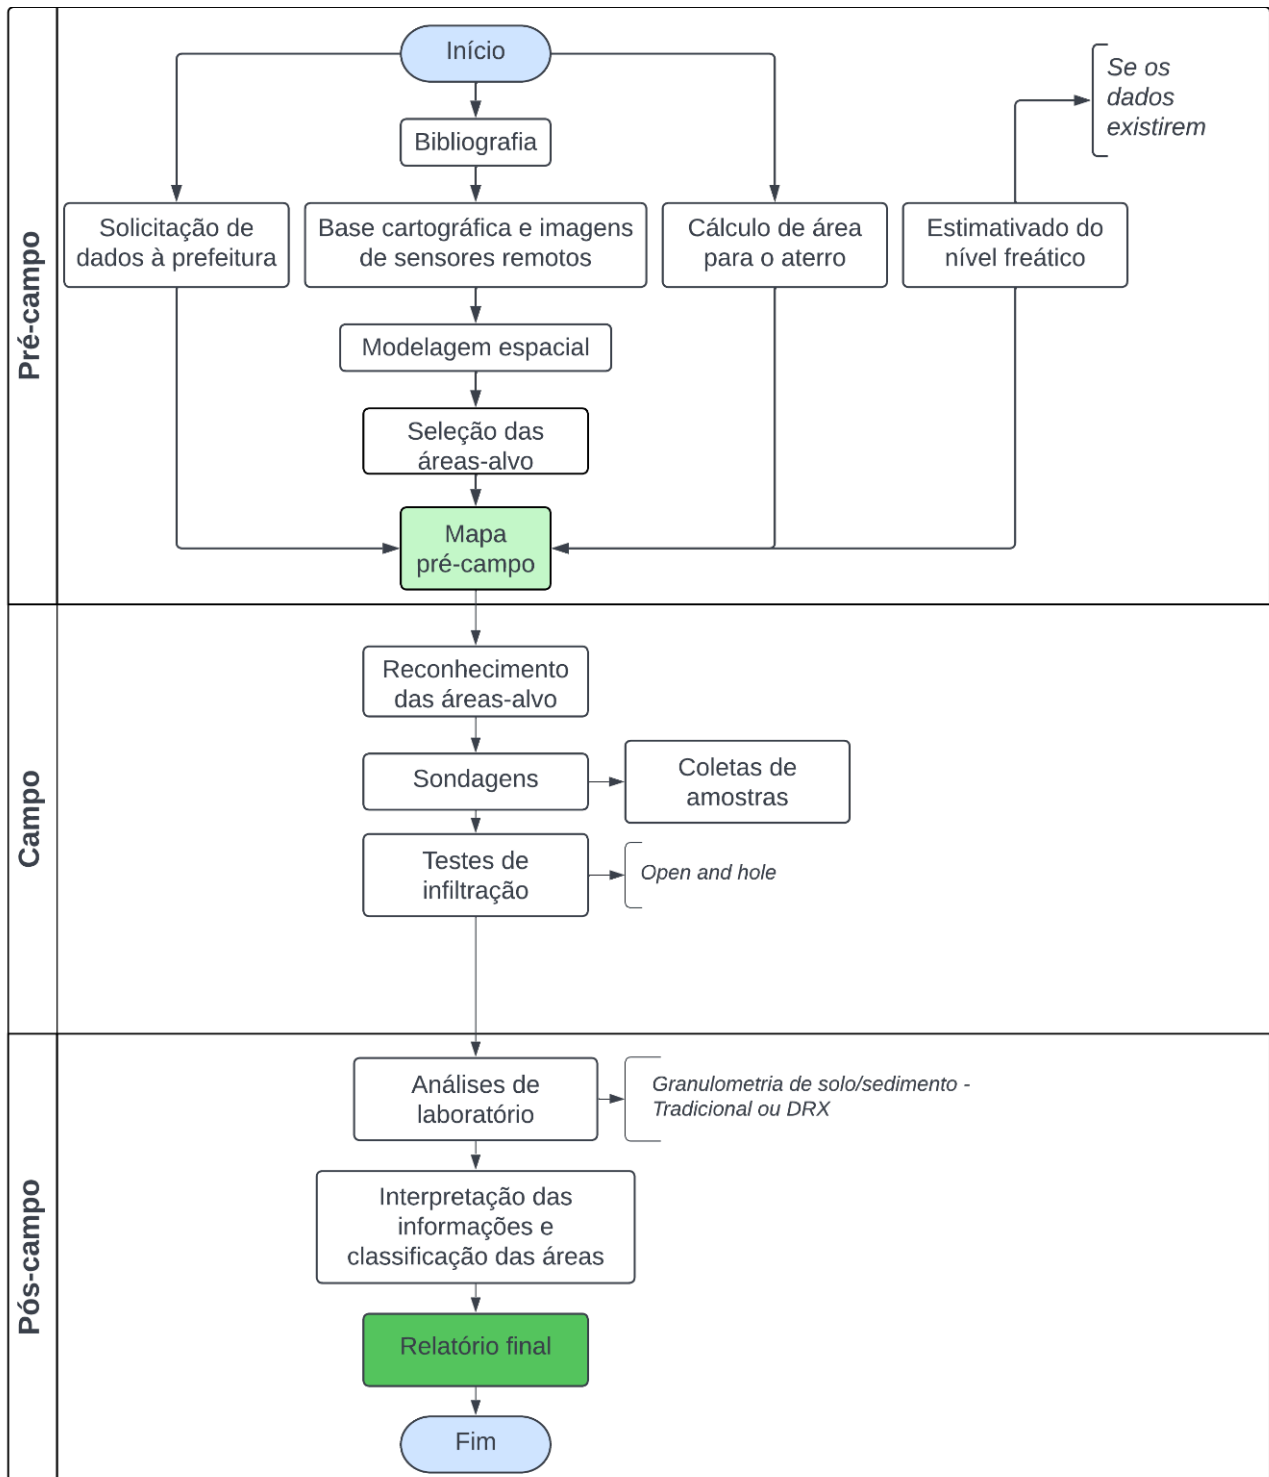 Pré-campo
Início
Se os
dados
existirem
Bibliografia
Solicitação de
dados à prefeitura
Base cartográfica e imagens
de sensores remotos
Cálculo de área
para o aterro
Estimativado do
nível freático
Modelagem espacial
Seleção das
áreas-alvo
Mapa
pré-campo
Campo
Reconhecimento
das áreas-alvo
Sondagens
Coletas de
amostras
Testes de
infiltração
Open and hole
Pós-campo
Análises de
laboratório
Granulometria de solo/sedimento -
Tradicional ou DRX
Interpretação das
informações e
classificação das áreas
Relatório final
Fim